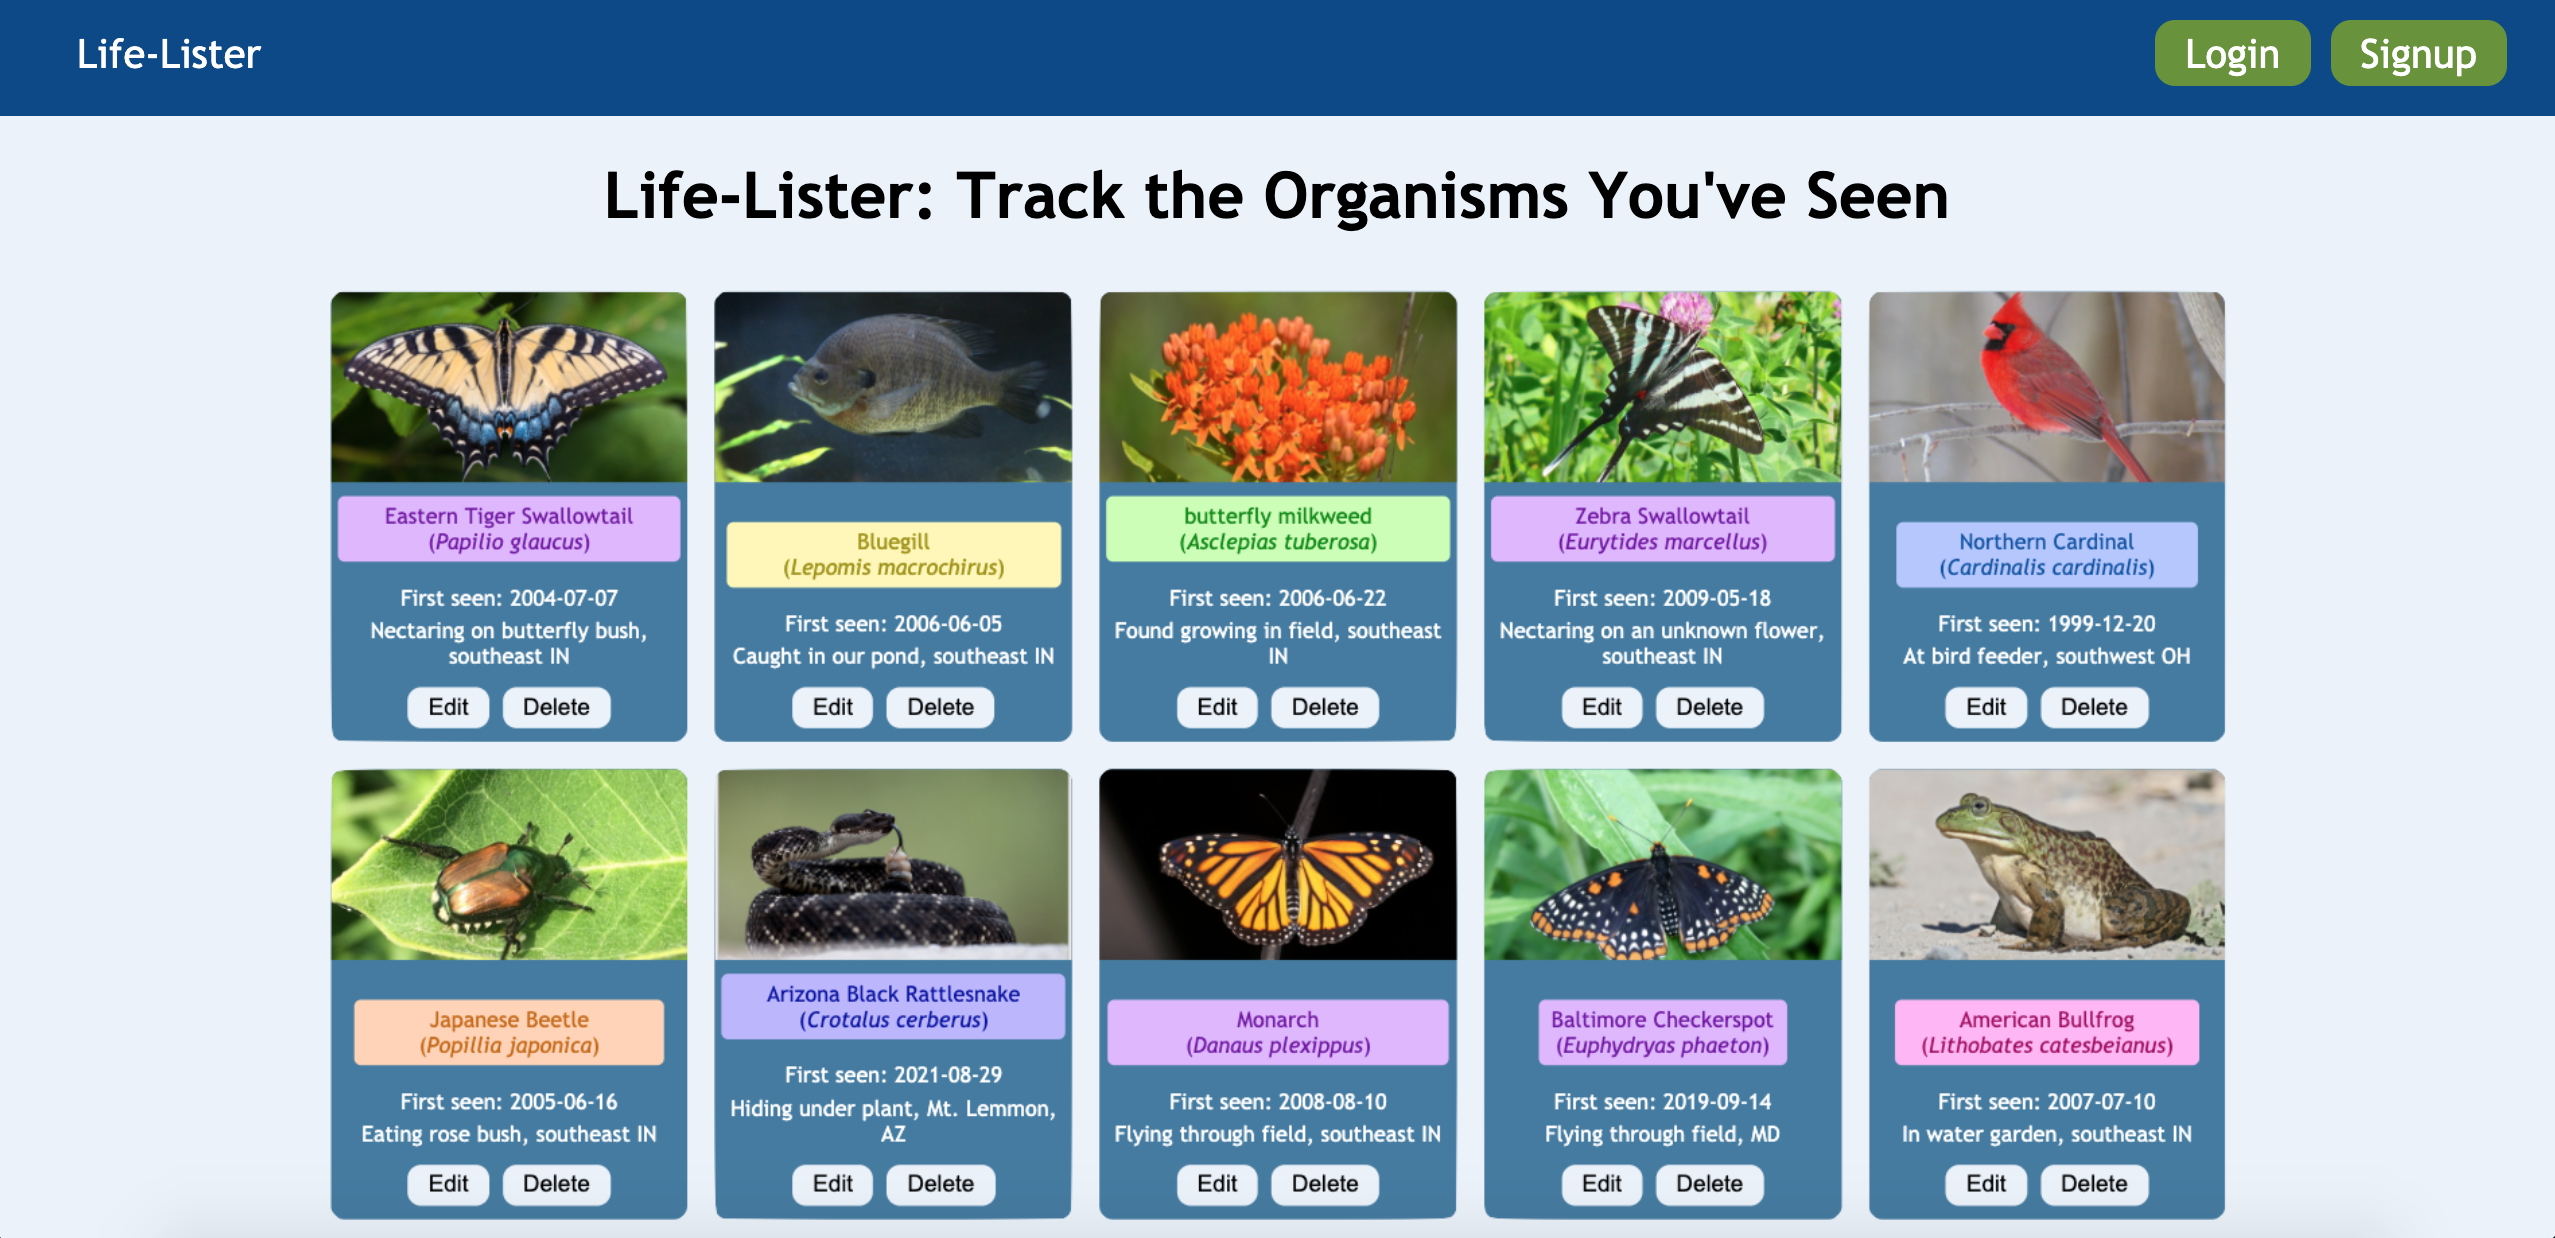 Life-Lister
Login
Signup
Life-Lister: Track the Organisms You've Seen
Eastern Tiger Swallowtail
(Papilio glaucus)
First seen: 2004-07-07
Nectaring on butterfly bush,
southeast IN
Edit
Delete
Bluegill
(Lepomis macrochirus)
First seen: 2006-06-05
Caught in our pond, southeast IN
Edit
Delete
butterfly milkweed
(Asclepias tuberosa)
First seen: 2006-06-22
Found growing in field, southeast
IN
Edit
Delete
Zebra Swallowtail
(Eurytides marcellus)
First seen: 2009-05-18
Nectaring on an unknown flower,
southeast IN
Edit
Delete
Northern Cardinal
(Cardinalis cardinalis)
First seen: 1999-12-20
At bird feeder, southwest OH
Edit
Delete
Japanese Beetle
(Popillia japonica)
First seen: 2005-06-16
Eating rose bush, southeast IN
Edit
Delete
Arizona Black Rattlesnake
(Crotalus cerberus)
First seen: 2021-08-29
Hiding under plant, Mt. Lemmon,
AZ
Edit
Delete
Monarch
(Danaus plexippus)
First seen: 2008-08-10
Flying through field, southeast IN
Edit
Delete
Baltimore Checkerspot
(Euphydryas phaeton)
First seen: 2019-09-14
Flying through field, MD
Edit
Delete
American Bullfrog
(Lithobates catesbeianus)
First seen: 2007-07-10
In water garden, southeast IN
Edit
Delete